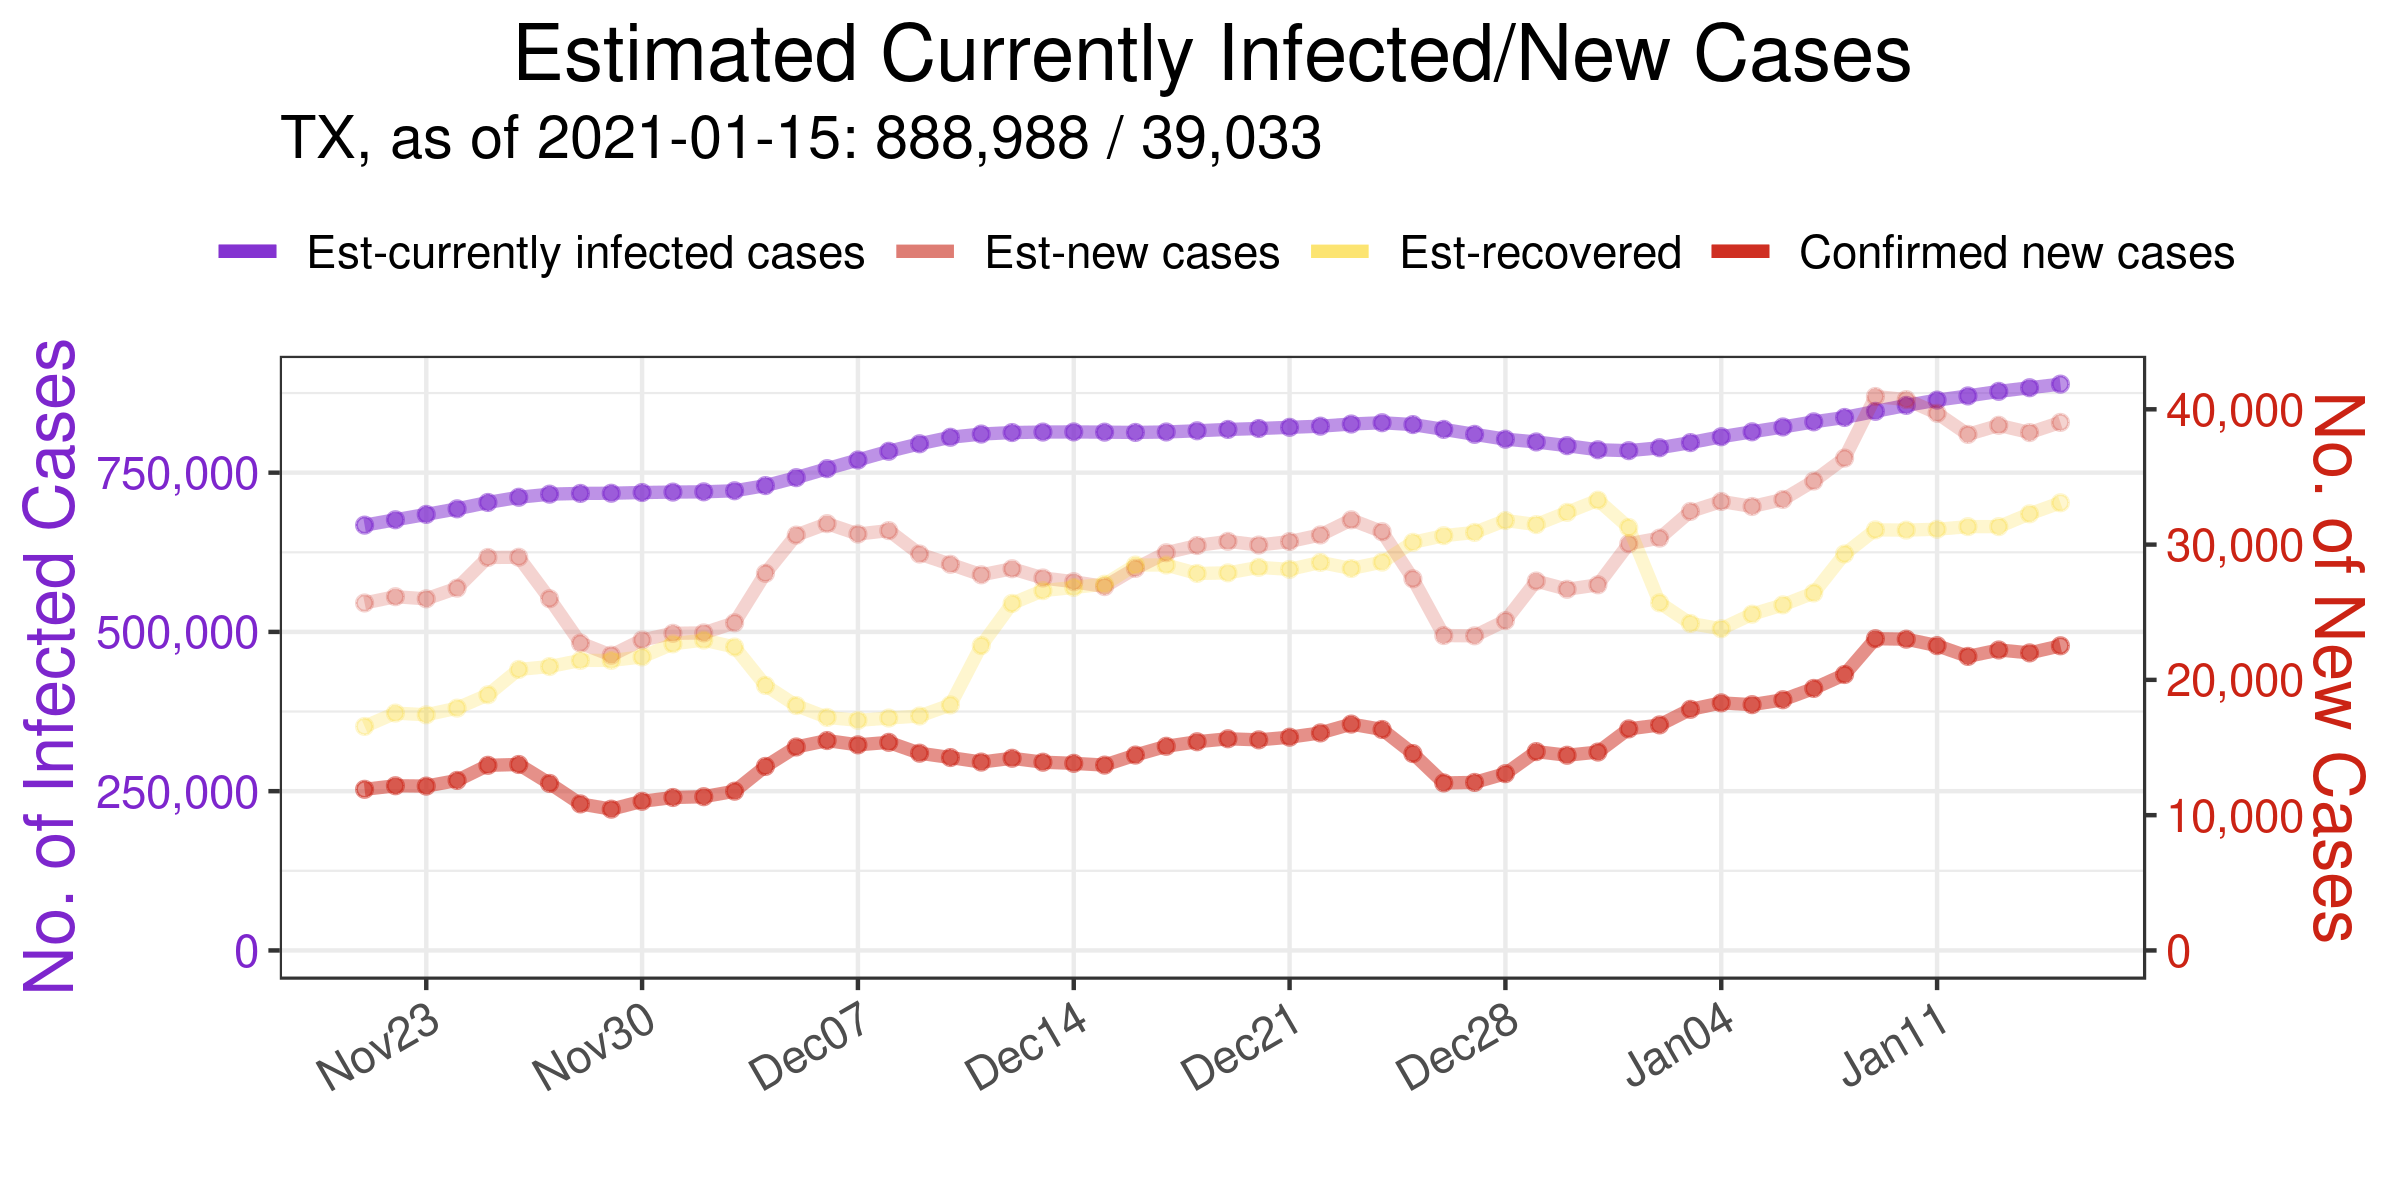 Estimated Currently Infected/New Cases
TX, as of 2021-01-15: 888,988 / 39,033
Est-currently infected cases
Est-new cases
Est-recovered
Confirmed new cases
No. of Infected Cases
750,000
500,000
250,000
0
40,000
30,000
20,000
10,000
0
No. of New Cases
Nov23
Nov30
Dec07
Dec14
Dec21
Dec28
Jan04
Jan11